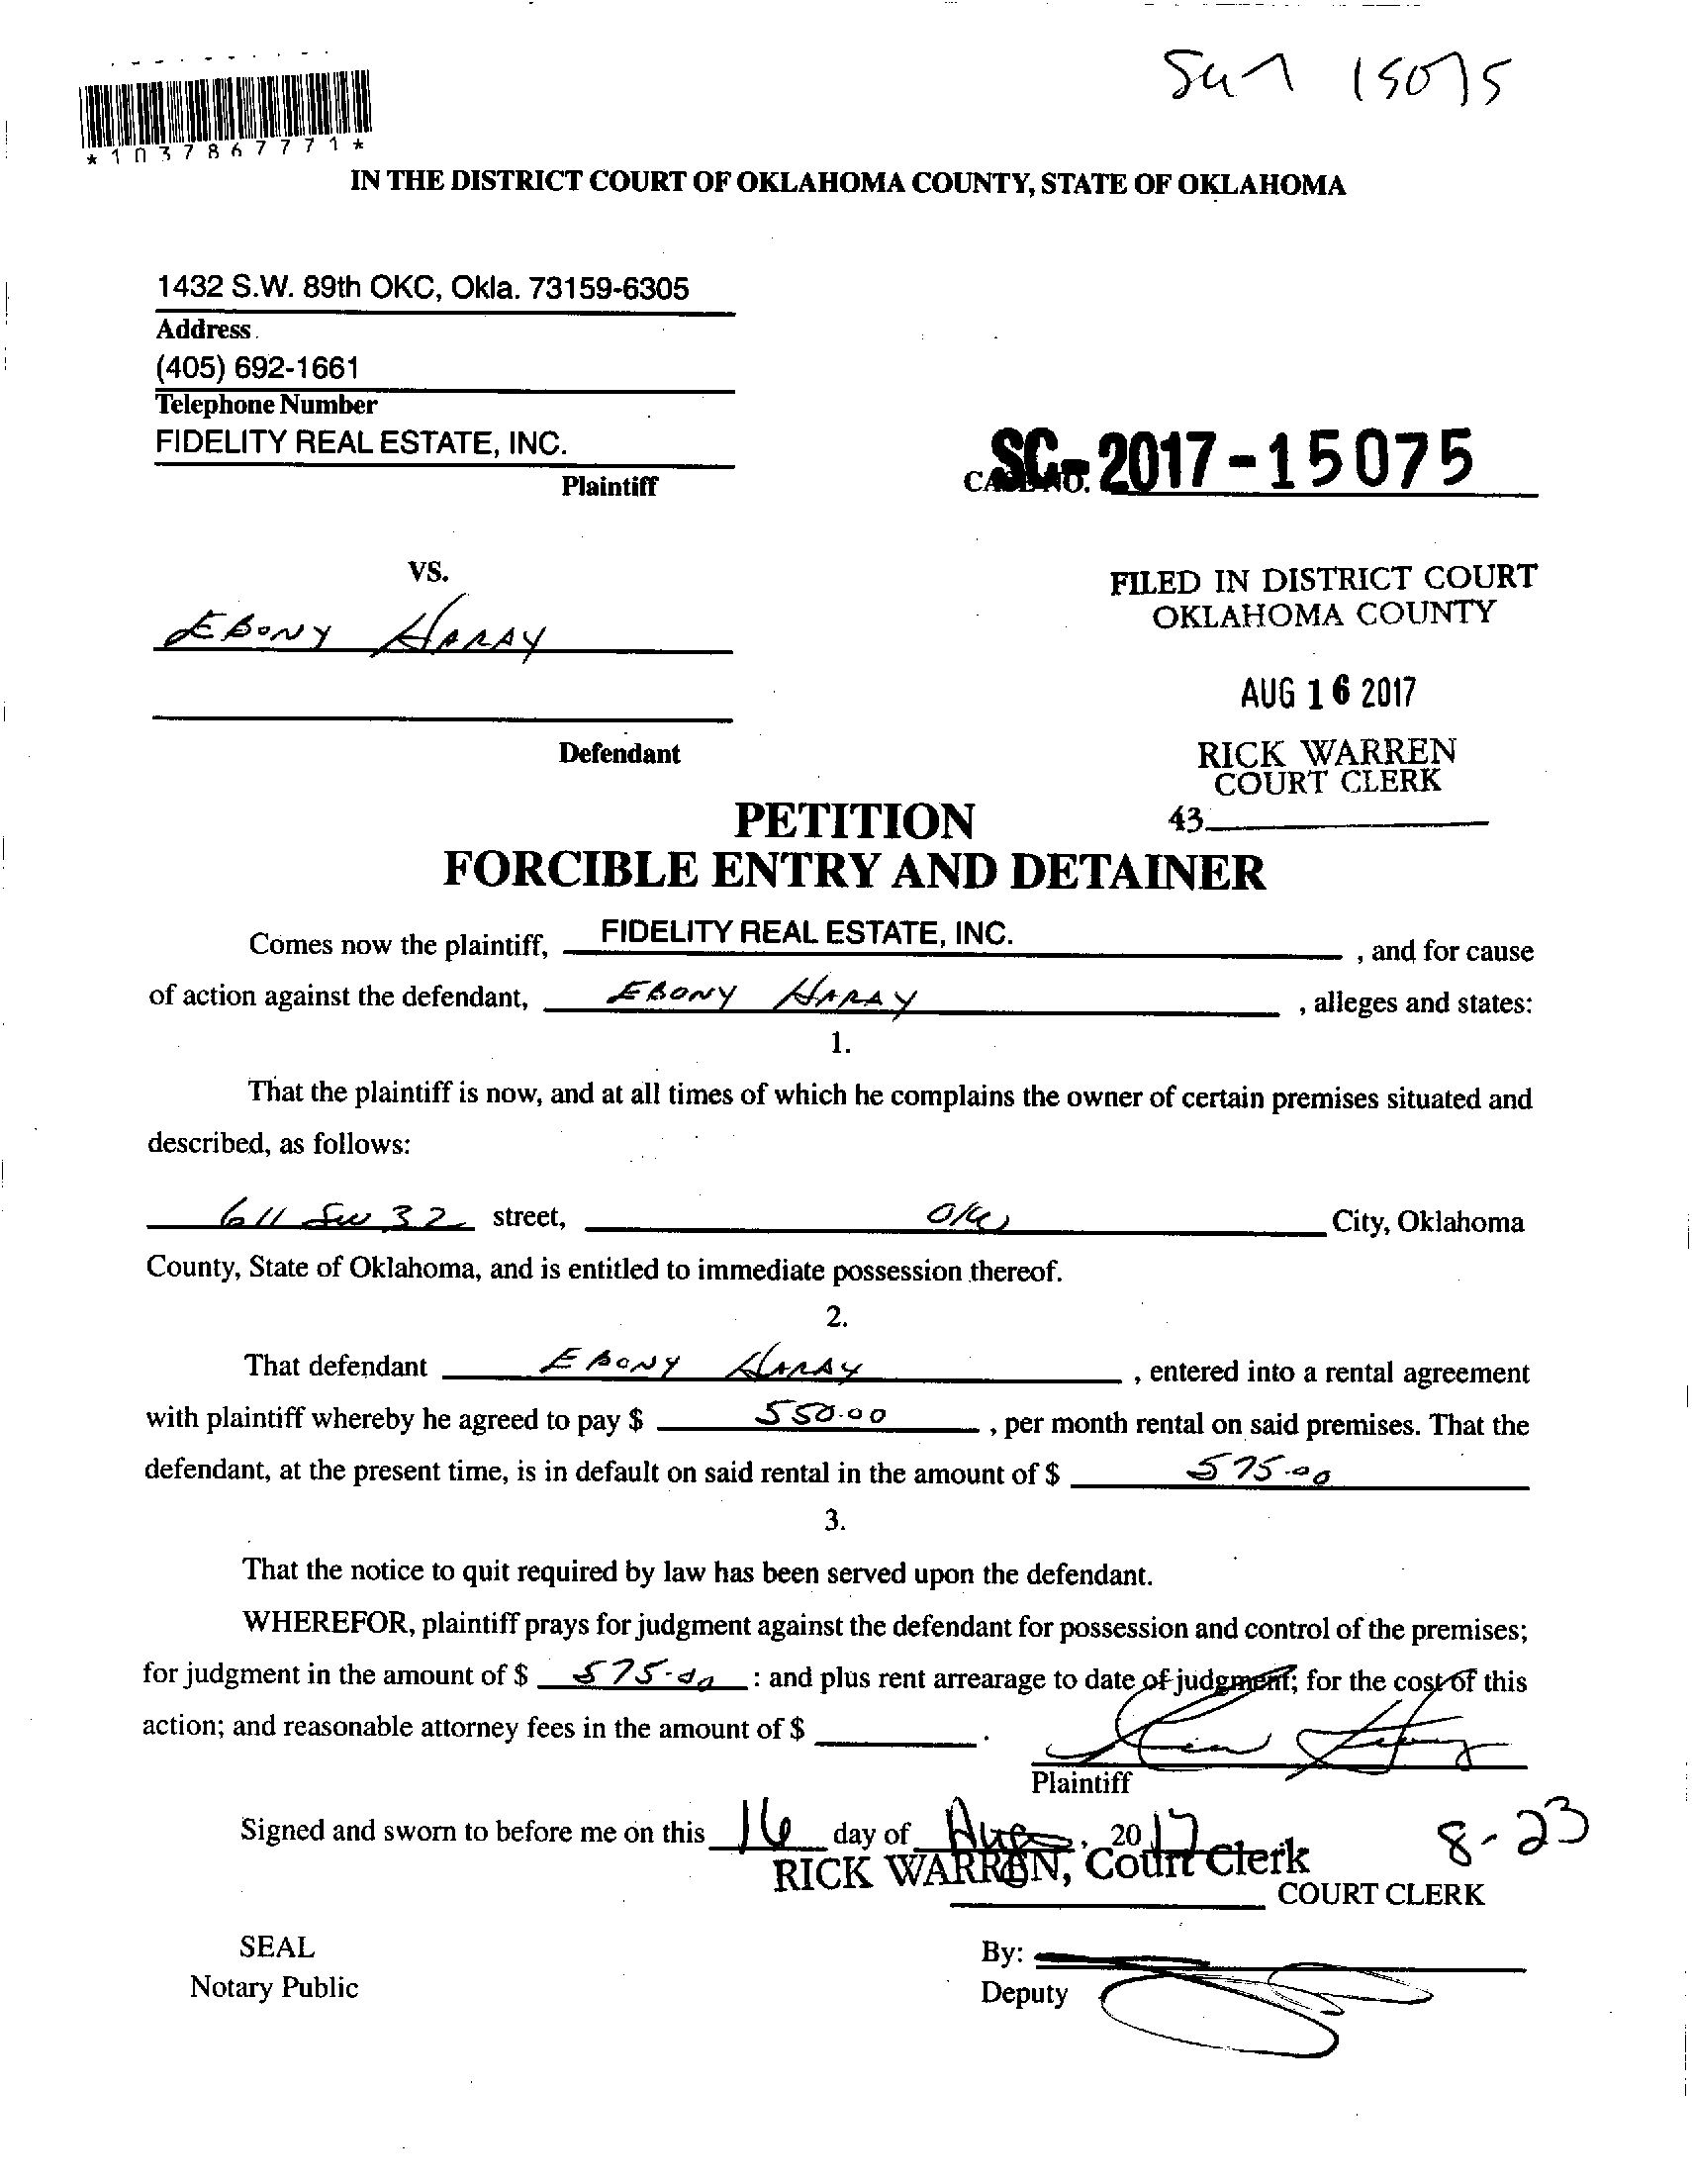 *1037867771*
IN THE DISTRICT COURT OF OKLAHOMA COUNTY, STATE OF OKLAHOMA
1432 S.W. 89th OKC, Okla. 73159-6305
Address
(405) 692-1661
Telephone Number
FIDELITY REAL ESTATE, INC.
Plaintiff
CASE NO. SC-2017-15075
VS.
EBONY HARAY
Defendant
FILED IN DISTRICT COURT
OKLAHOMA COUNTY
AUG 16 2017
RICK WARREN
COURT CLERK
43
PETITION
FORCIBLE ENTRY AND DETAINER
Comes now the plaintiff, FIDELITY REAL ESTATE, INC. , and for cause
of action against the defendant, EBONY HARAY , alleges and states:
1.
That the plaintiff is now, and at all times of which he complains the owner of certain premises situated and
described, as follows:
611 SW 32 street, OKC City, Oklahoma
County, State of Oklahoma, and is entitled to immediate possession thereof.
2.
That defendant EBONY HARAY , entered into a rental agreement
with plaintiff whereby he agreed to pay $ 550.00 , per month rental on said premises. That the
defendant, at the present time, is in default on said rental in the amount of $ 575.00
3.
That the notice to quit required by law has been served upon the defendant.
WHEREFOR, plaintiff prays for judgment against the defendant for possession and control of the premises;
for judgment in the amount of $ 575.00 : and plus rent arrearage to date of judgment; for the cost of this
action; and reasonable attorney fees in the amount of $ .
Plaintiff
Signed and sworn to before me on this 16 day of Aug , 2017
8-23
RICK WARREN, Court Clerk
COURT CLERK
SEAL
Notary Public
By:
Deputy